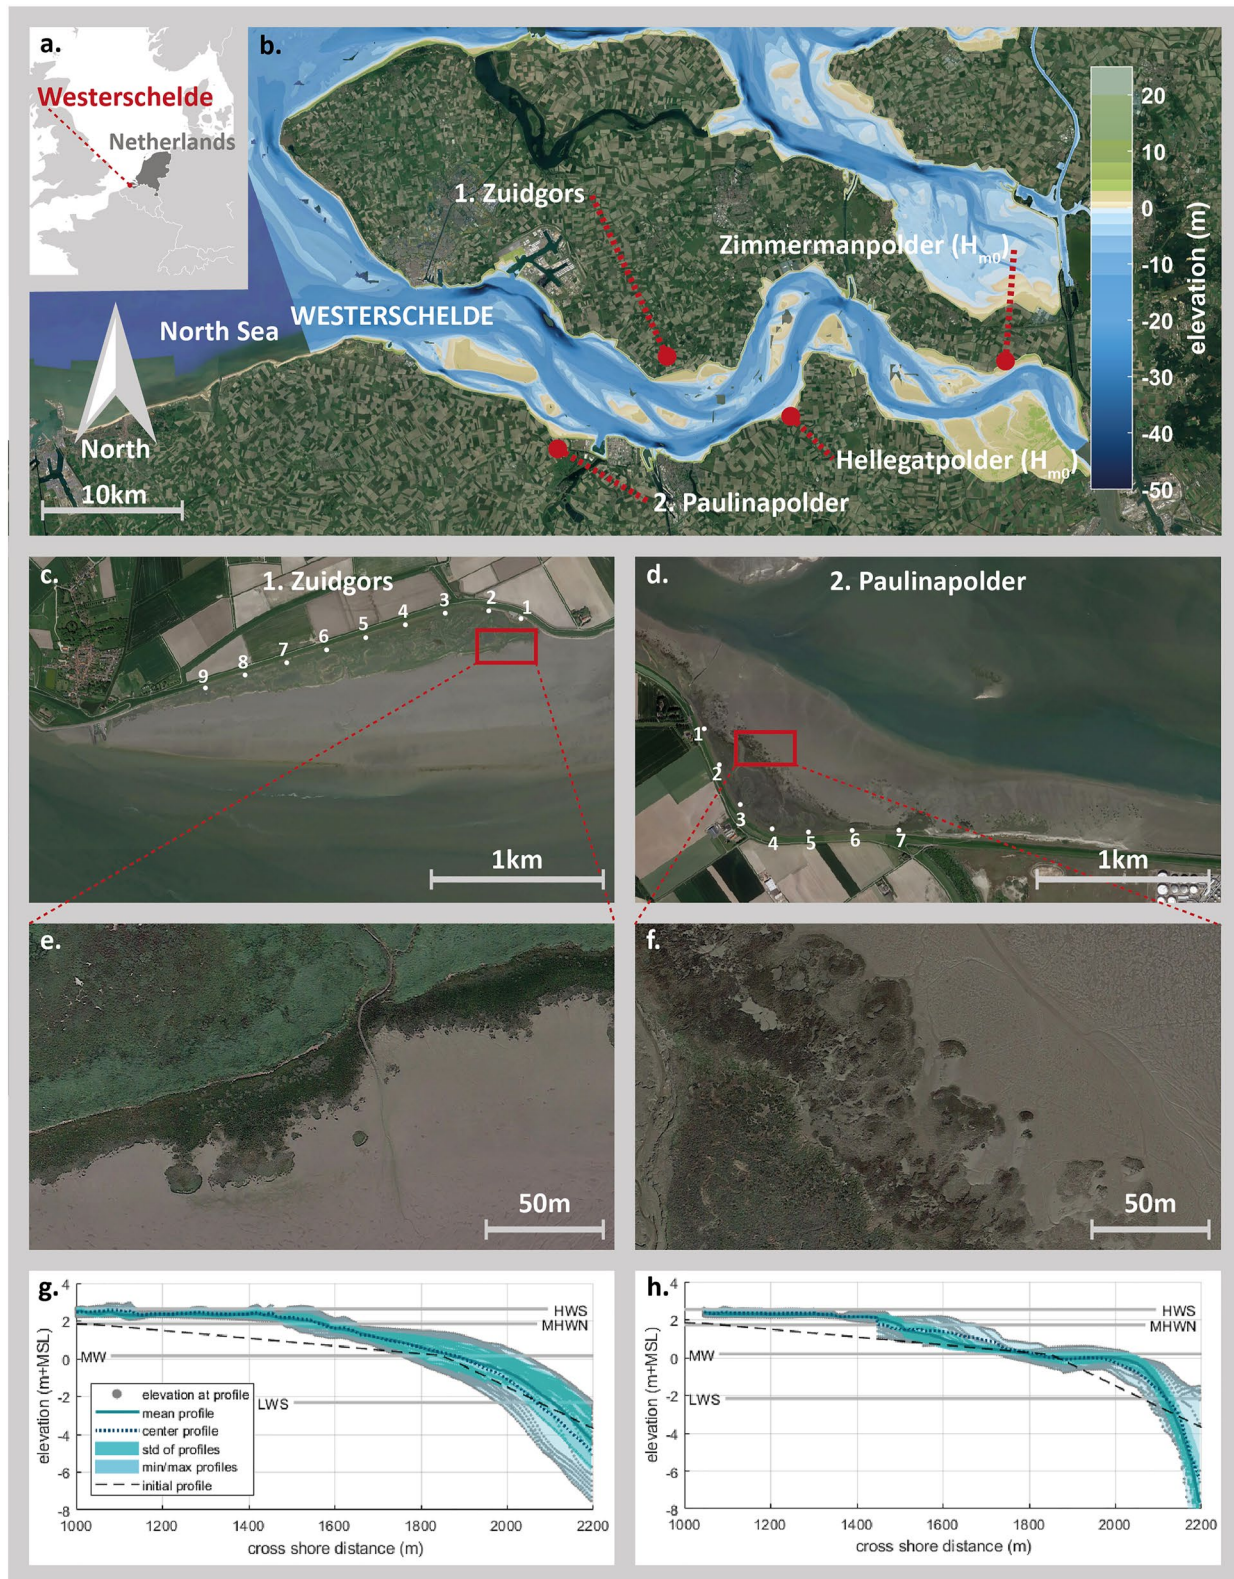 a.
Westerschelde
Netherlands
b.
1. Zuidgors
Zimmermanpolder (Hm0)
North Sea
WESTERSCHELDE
North
10km
Hellegatpolder (Hm0)
2. Paulinapolder
20
10
0
-10
-20
-30
-40
-50
elevation (m)
c.
1. Zuidgors
1
2
3
4
5
6
7
8
9
1km
d.
2. Paulinapolder
1
2
3
4
5
6
7
1km
e.
50m
f.
50m
g.
4
2
0
-2
-4
-6
-8
elevation (m+MSL)
HWS
MHWN
MW
LWS
elevation at profile
mean profile
center profile
std of profiles
min/max profiles
initial profile
1000 1200 1400 1600 1800 2000 2200
cross shore distance (m)
h.
4
2
0
-2
-4
-6
-8
elevation (m+MSL)
HWS
MHWN
MW
LWS
1000 1200 1400 1600 1800 2000 2200
cross shore distance (m)